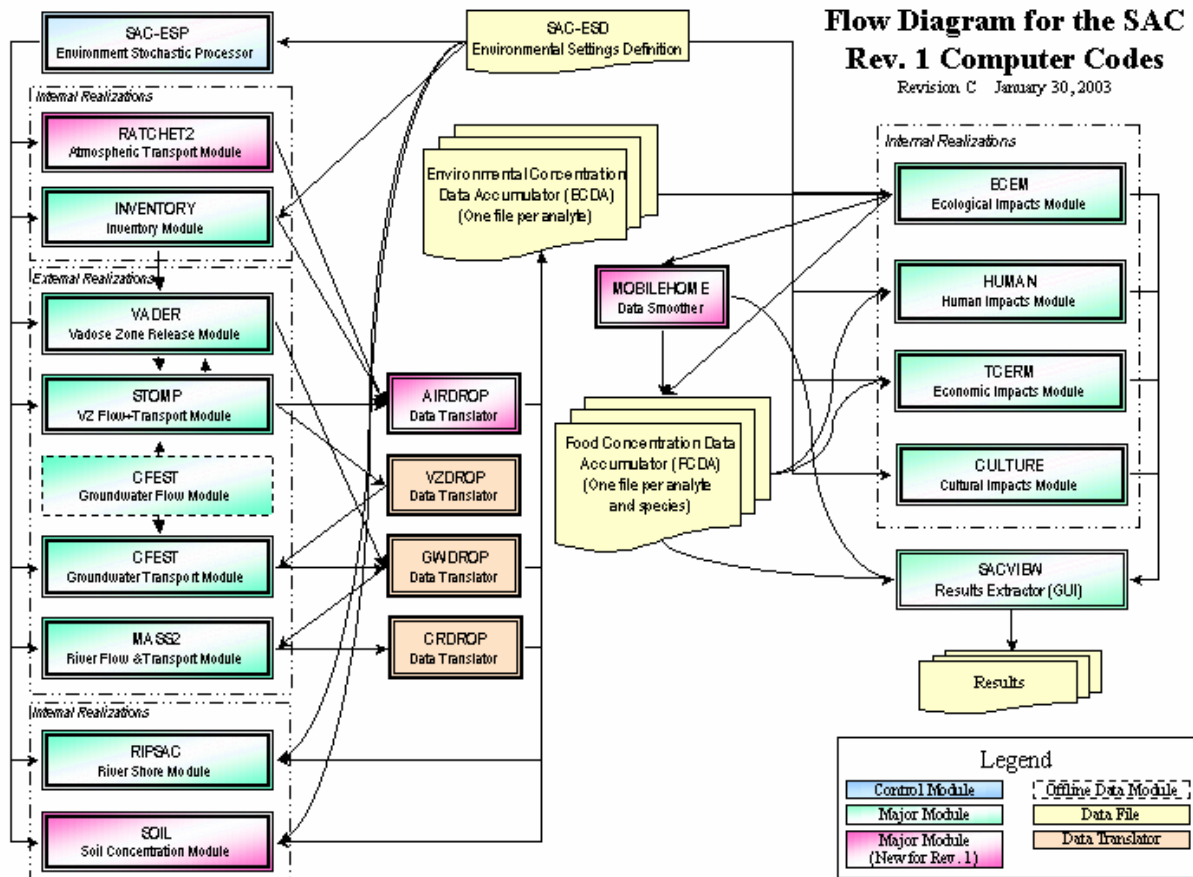 Flow Diagram for the SAC
Rev. 1 Computer Codes
Revision C January 30, 2003
SAC-ESP
Environment Stochastic Processor
SAC-ESD
Environmental Settings Definition
Internal Realizations
RATCHET2
Atmospheric Transport Module
INVENTORY
Inventory Module
External Realizations
VADER
Vadose Zone Release Module
STOMP
VZ Flow+Transport Module
CFEST
Groundwater Flow Module
CFEST
Groundwater Transport Module
MASS2
River Flow & Transport Module
Internal Realizations
RIPSAC
River Shore Module
SOIL
Soil Concentration Module
AIRDROP
Data Translator
VZDROP
Data Translator
GWDROP
Data Translator
CRDROP
Data Translator
Environmental Concentration
Data Accumulator (ECDA)
(One file per analyte)
MOBILEHOME
Data Smoother
Food Concentration Data
Accumulator (FCDA)
(One file per analyte
and species)
Internal Realizations
ECEM
Ecological Impacts Module
HUMAN
Human Impacts Module
TCERM
Economic Impacts Module
CULTURE
Cultural Impacts Module
SACVIEW
Results Extractor (GUI)
Results
Legend
Control Module
Major Module
Major Module
(New for Rev. 1)
Offline Data Module
Data File
Data Translator